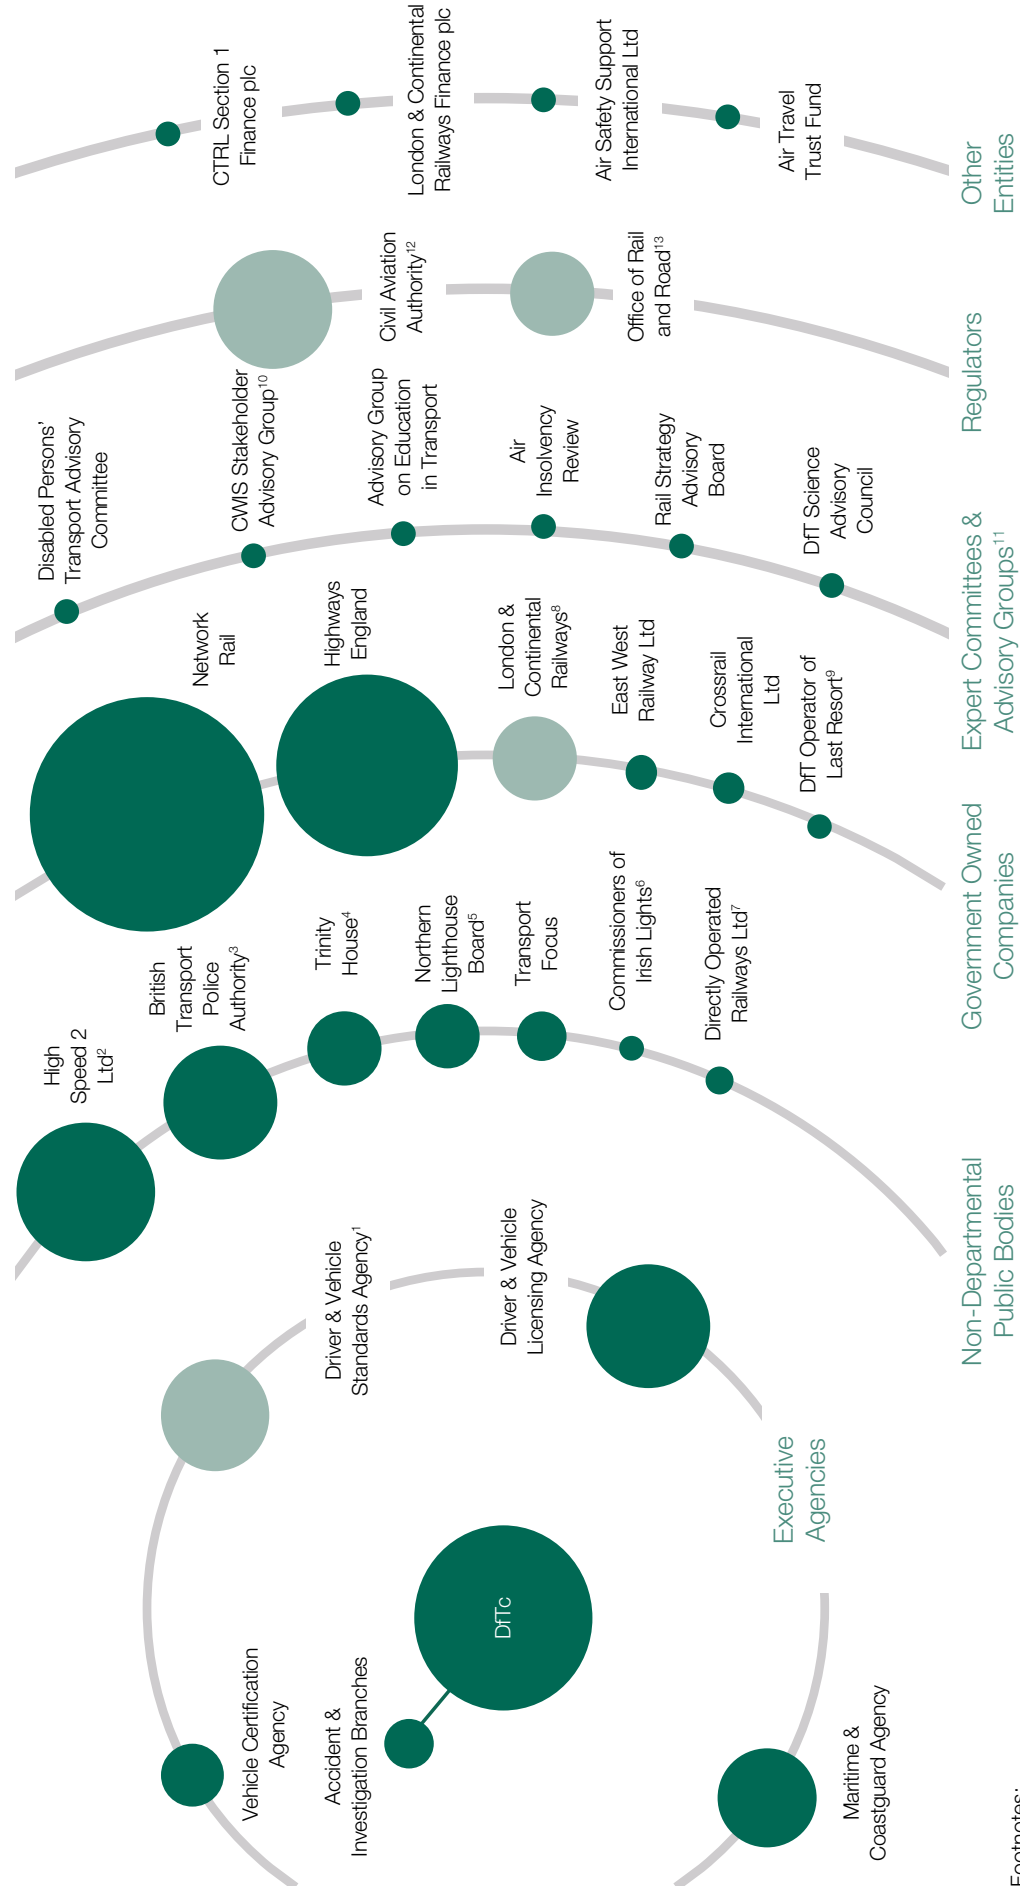 DfTc
Accident &
Investigation Branches
Vehicle Certification
Agency
Driver & Vehicle
Standards Agency¹
Driver & Vehicle
Licensing Agency
Maritime &
Coastguard Agency
Executive
Agencies
High
Speed 2
Ltd²
British
Transport
Police
Authority³
Trinity
House⁴
Northern
Lighthouse
Board⁵
Transport
Focus
Commissioners of
Irish Lights⁶
Directly Operated
Railways Ltd⁷
Non-Departmental
Public Bodies
Network
Rail
Highways
England
London &
Continental
Railways⁸
East West
Railway Ltd
Crossrail
International
Ltd
DfT Operator of
Last Resort⁹
Government Owned
Companies
Disabled Persons'
Transport Advisory
Committee
CWIS Stakeholder
Advisory Group¹⁰
Advisory Group
on Education
in Transport
Air
Insolvency
Review
Rail Strategy
Advisory
Board
DfT Science
Advisory
Council
Expert Committees &
Advisory Groups¹¹
Civil Aviation
Authority¹²
Office of Rail
and Road¹³
Regulators
CTRL Section 1
Finance plc
London & Continental
Railways Finance plc
Air Safety Support
International Ltd
Air Travel
Trust Fund
Other
Entities
Footnotes: